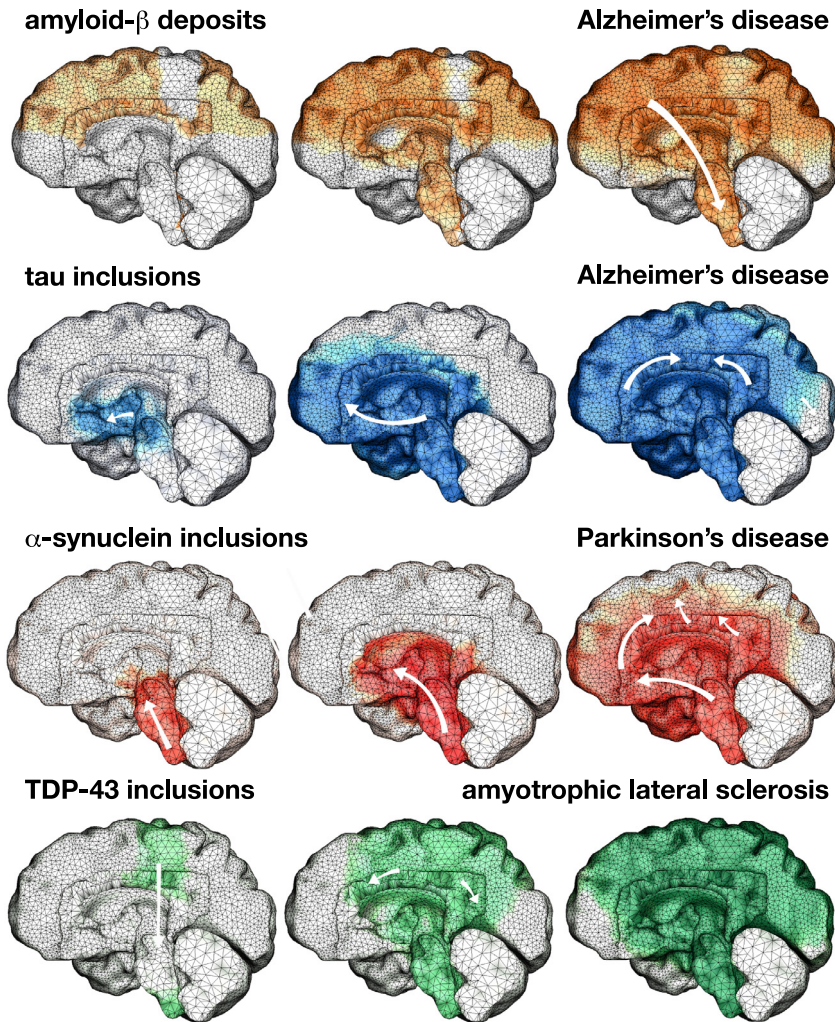 amyloid-β deposits Alzheimer's disease
tau inclusions Alzheimer's disease
α-synuclein inclusions Parkinson's disease
TDP-43 inclusions amyotrophic lateral sclerosis